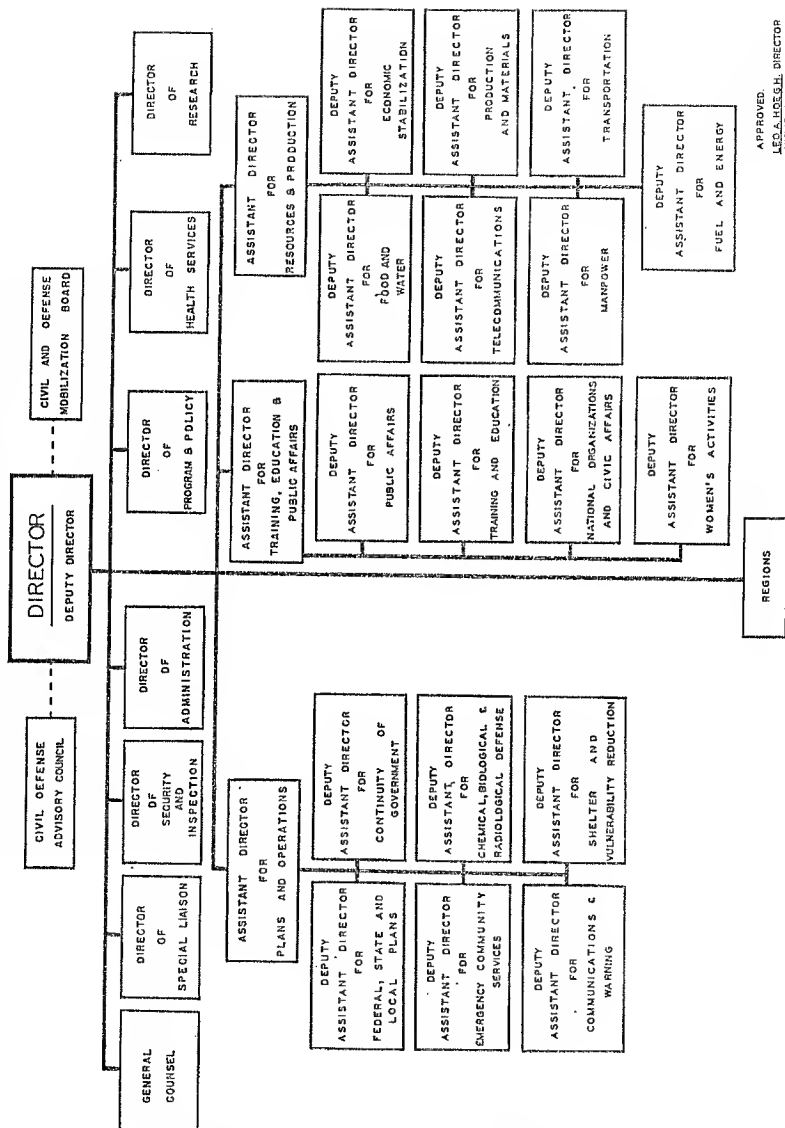 CIVIL DEFENSE
ADVISORY COUNCIL
DIRECTOR
DEPUTY DIRECTOR
CIVIL AND DEFENSE
MOBILIZATION BOARD
GENERAL
COUNSEL
DIRECTOR
OF
SPECIAL LIAISON
DIRECTOR
OF
SECURITY
AND
INSPECTION
DIRECTOR
OF
ADMINISTRATION
DIRECTOR
OF
PROGRAM & POLICY
DIRECTOR
OF
HEALTH SERVICES
DIRECTOR
OF
RESEARCH
ASSISTANT DIRECTOR
FOR
PLANS AND OPERATIONS
ASSISTANT DIRECTOR
FOR
TRAINING, EDUCATION &
PUBLIC AFFAIRS
ASSISTANT DIRECTOR
FOR
RESOURCES & PRODUCTION
DEPUTY
ASSISTANT DIRECTOR
FOR
FEDERAL, STATE AND
LOCAL PLANS
DEPUTY
ASSISTANT DIRECTOR
FOR
CONTINUITY OF
GOVERNMENT
DEPUTY
ASSISTANT DIRECTOR
FOR
PUBLIC AFFAIRS
DEPUTY
ASSISTANT DIRECTOR
FOR
FOOD AND
WATER
DEPUTY
ASSISTANT DIRECTOR
FOR
ECONOMIC
STABILIZATION
DEPUTY
ASSISTANT DIRECTOR
FOR
EMERGENCY COMMUNITY
SERVICES
DEPUTY
ASSISTANT DIRECTOR
FOR
CHEMICAL, BIOLOGICAL &
RADIOLOGICAL DEFENSE
DEPUTY
ASSISTANT DIRECTOR
FOR
TRAINING AND EDUCATION
DEPUTY
ASSISTANT DIRECTOR
FOR
TELECOMMUNICATIONS
DEPUTY
ASSISTANT DIRECTOR
FOR
PRODUCTION
AND MATERIALS
DEPUTY
ASSISTANT DIRECTOR
FOR
COMMUNICATIONS &
WARNING
DEPUTY
ASSISTANT DIRECTOR
FOR
SHELTER AND
VULNERABILITY REDUCTION
DEPUTY
ASSISTANT DIRECTOR
FOR
NATIONAL ORGANIZATIONS
AND CIVIC AFFAIRS
DEPUTY
ASSISTANT DIRECTOR
FOR
MANPOWER
DEPUTY
ASSISTANT DIRECTOR
FOR
TRANSPORTATION
DEPUTY
ASSISTANT DIRECTOR
FOR
WOMEN'S ACTIVITIES
DEPUTY
ASSISTANT DIRECTOR
FOR
FUEL AND ENERGY
REGIONS
APPROVED.
LEO A. HOEGH, DIRECTOR